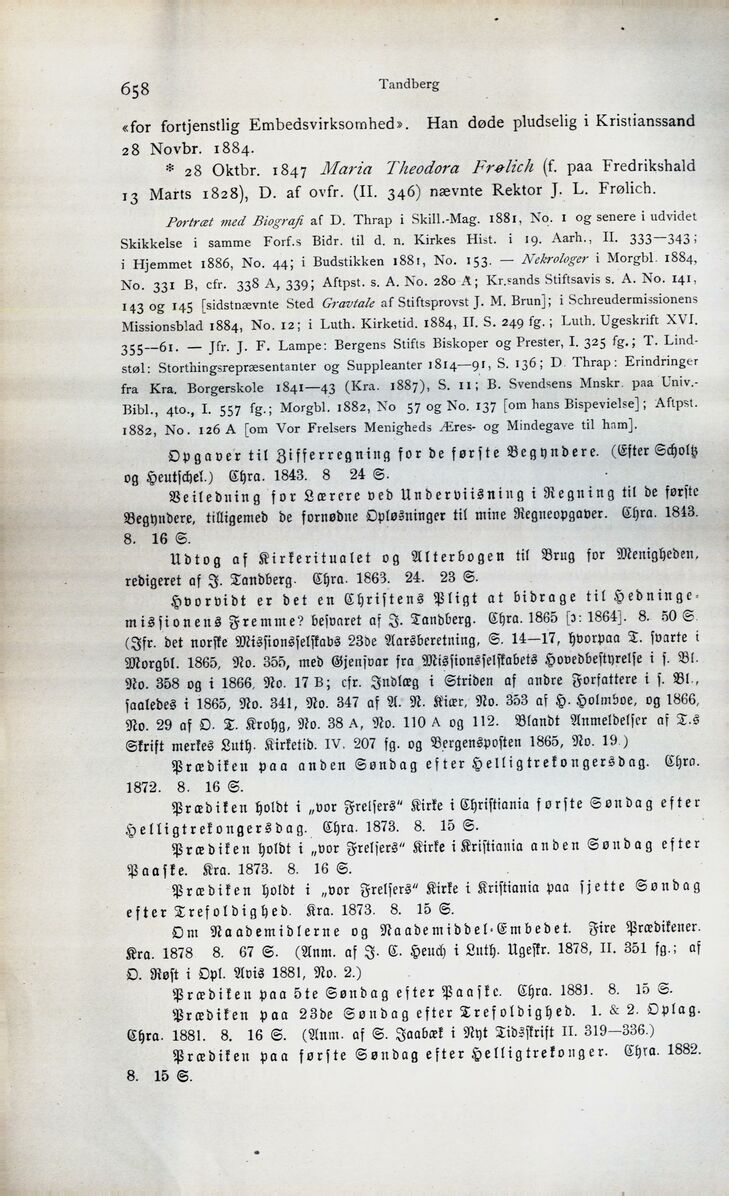 658
Tandberg
«for fortjenstlig Embedsvirksomhed». Han døde pludselig i Kristianssand
28 Novbr. 1884.
* 28 Oktbr. 1847 Maria Theodora Frølich (f. paa Fredrikshald
13 Marts 1828), D. af ovfr. (II. 346) nævnte Rektor J. L. Frølich.
Portræt med Biografi af D. Thrap i Skill.-Mag. 1881, No. 1 og senere i udvidet
Skikkelse i samme Forf.s Bidr. til d. n. Kirkes Hist. i 19. Aarh., II. 333—343;
i Hjemmet 1886, No. 44; i Budstikken 1881, No. 153. — Nekrologer i Morgbl. 1884,
No. 331 B, cfr. 338 A, 339; Aftpst. s. A. No. 280 A; Kr.sands Stiftsavis s. A. No. 141,
143 og 145 [sidstnævnte Sted Gravtale af Stiftsprovst J. M. Brun]; i Schreudermissionens
Missionsblad 1884, No. 12; i Luth. Kirketid. 1884, II. S. 249 fg.; Luth. Ugeskrift XVI.
355—61. — Jfr. J. F. Lampe: Bergens Stifts Biskoper og Prester, I. 325 fg.; T. Lind-
støl: Storthingsrepræsentanter og Suppleanter 1814—91, S. 136; D. Thrap: Erindringer
fra Kra. Borgerskole 1841—43 (Kra. 1887), S. 11; B. Svendsens Mnskr. paa Univ.-
Bibl., 4to., I. 557 fg.; Morgbl. 1882, No 57 og No. 137 [om hans Bispevielse]; Aftpst.
1882, No. 126 A [om Vor Frelsers Menigheds Æres- og Mindegave til ham].
Opgaver til Zifferregning for de første Begyndere. (Efter Scholtz
og Heutschel.) Chra. 1843. 8 24 S.
Veiledning for Lærere ved Underviisning i Regning til de første
Begyndere, tilligemed de fornødne Opløsninger til mine Regneopgaver. Chra. 1843.
8. 16 S.
Udtog af Kirkeritualet og Alterbogen til Brug for Menigheden,
redigeret af J. Tandberg. Chra. 1863. 24. 23 S.
Hvorvidt er det en Christens Pligt at bidrage til Hedninge-
missionens Fremme? besvaret af J. Tandberg. Chra. 1865 [ɔ: 1864]. 8. 50 S.
(Jfr. det norske Missionsselskabs 23de Aarsberetning, S. 14—17, hvorpaa T. svarte i
Morgbl. 1865, No. 355, med Gjensvar fra Missionsselskabets Hovedbestyrelse i s. Bl.
No. 358 og i 1866, No. 17 B; cfr. Indlæg i Striden af andre Forfattere i s. Bl.,
saaledes i 1865, No. 341, No. 347 af A. N. Kiær, No. 353 af H. Holmboe, og 1866,
No. 29 af O. T. Krohg, No. 38 A, No. 110 A og 112. Blandt Anmeldelser af T.s
Skrift merkes Luth. Kirketid. IV. 207 fg. og Bergensposten 1865, No. 19.)
Prædiken paa anden Søndag efter Helligtrekongersdag. Chra.
1872. 8. 16 S.
Prædiken holdt i „vor Frelsers" Kirke i Christiania første Søndag efter
Helligtrekongersdag. Chra. 1873. 8. 15 S.
Prædiken holdt i „vor Frelsers" Kirke i Kristiania anden Søndag efter
Paaske. Kra. 1873. 8. 16 S.
Prædiken holdt i „vor Frelsers" Kirke i Kristiania paa sjette Søndag
efter Trefoldighed. Kra. 1873. 8. 15 S.
Om Naademidlerne og Naademiddel-Embedet. Fire Prædikener.
Kra. 1878 8. 67 S. (Anm. af J. C. Heuch i Luth. Ugeskr. 1878, II. 351 fg.; af
O. Røst i Opl. Avis 1881, No. 2.)
Prædiken paa 5te Søndag efter Paaske. Chra. 1881. 8. 15 S.
Prædiken paa 23de Søndag efter Trefoldighed. 1. & 2. Oplag.
Chra. 1881. 8. 16 S. (Anm. af S. Jaabæk i Nyt Tidsskrift II. 319—336.)
Prædiken paa første Søndag efter Helligtrekonger. Chra. 1882.
8. 15 S.